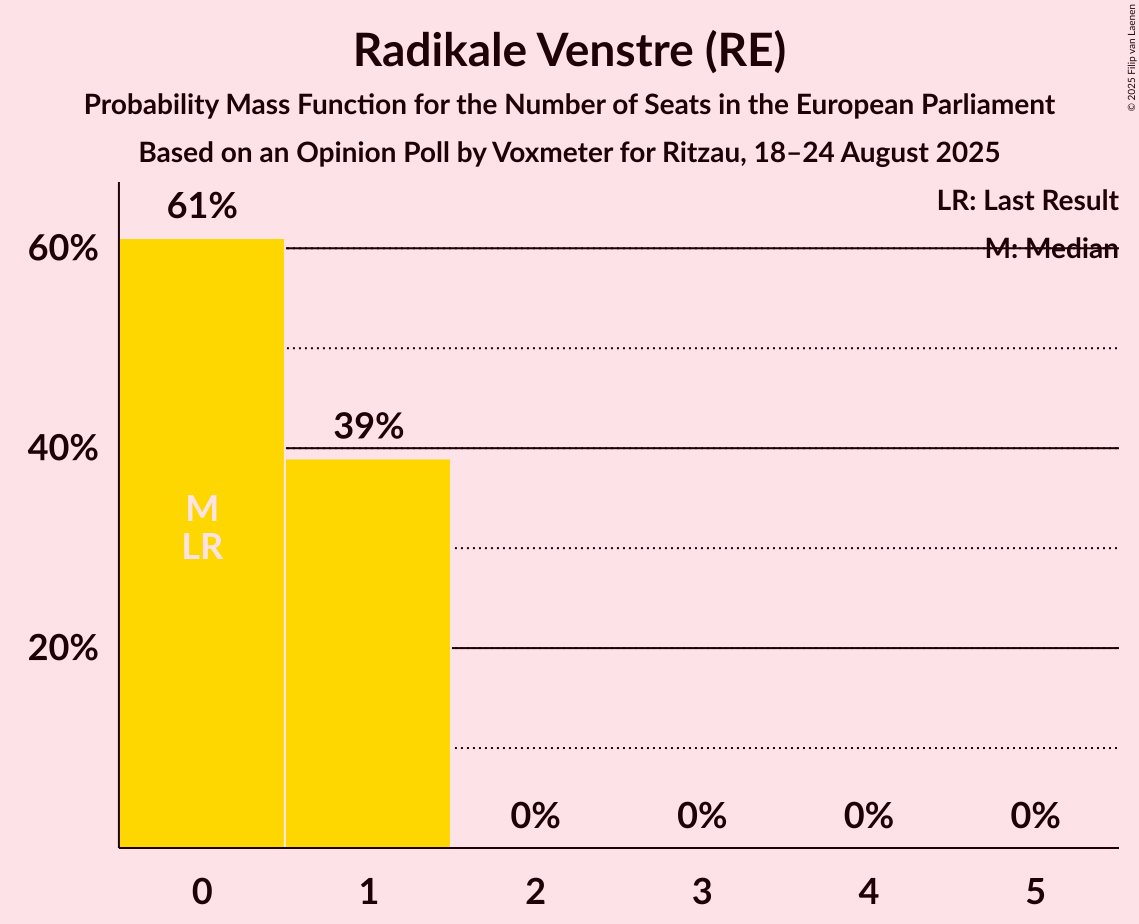 Radikale Venstre (RE)
Probability Mass Function for the Number of Seats in the European Parliament
Based on an Opinion Poll by Voxmeter for Ritzau, 18–24 August 2025
© 2025 Filip van Laenen
LR: Last Result
M: Median
61%
60%
39%
40%
M
LR
20%
0%
0%
0%
0%
0
1
2
3
4
5